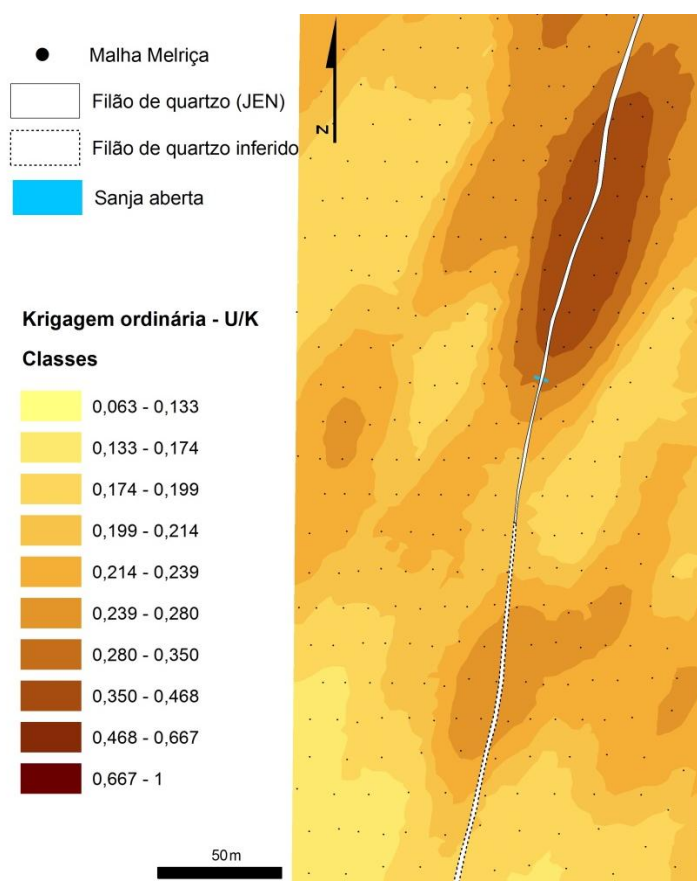 Malha Melriça
Filão de quartzo (JEN)
Filão de quartzo inferido
Sanja aberta
N
Krigagem ordinária - U/K
Classes
0,063 - 0,133
0,133 - 0,174
0,174 - 0,199
0,199 - 0,214
0,214 - 0,239
0,239 - 0,280
0,280 - 0,350
0,350 - 0,468
0,468 - 0,667
0,667 - 1
50m